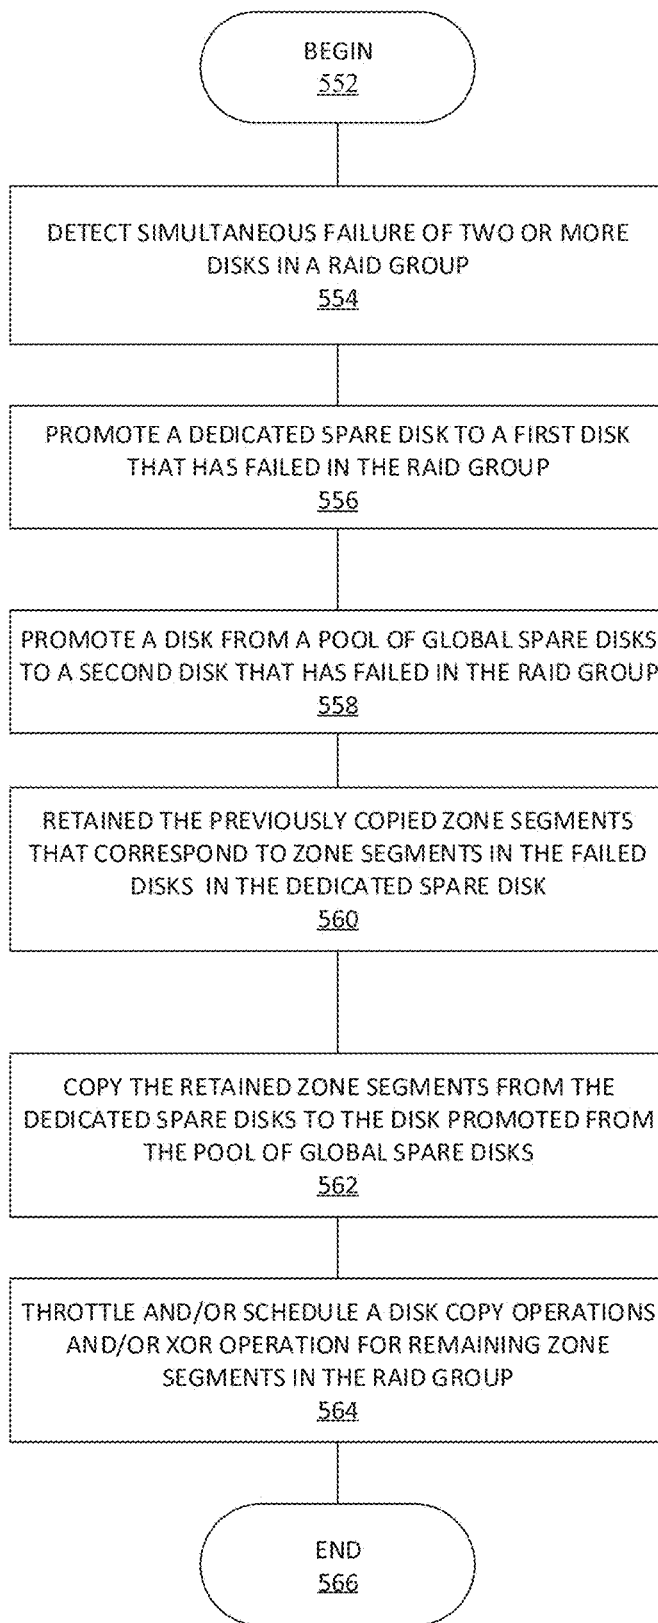 BEGIN
552
DETECT SIMULTANEOUS FAILURE OF TWO OR MORE
DISKS IN A RAID GROUP
554
PROMOTE A DEDICATED SPARE DISK TO A FIRST DISK
THAT HAS FAILED IN THE RAID GROUP
556
PROMOTE A DISK FROM A POOL OF GLOBAL SPARE DISKS
TO A SECOND DISK THAT HAS FAILED IN THE RAID GROUP
558
RETAINED THE PREVIOUSLY COPIED ZONE SEGMENTS
THAT CORRESPOND TO ZONE SEGMENTS IN THE FAILED
DISKS IN THE DEDICATED SPARE DISK
560
COPY THE RETAINED ZONE SEGMENTS FROM THE
DEDICATED SPARE DISKS TO THE DISK PROMOTED FROM
THE POOL OF GLOBAL SPARE DISKS
562
THROTTLE AND/OR SCHEDULE A DISK COPY OPERATIONS
AND/OR XOR OPERATION FOR REMAINING ZONE
SEGMENTS IN THE RAID GROUP
564
END
566